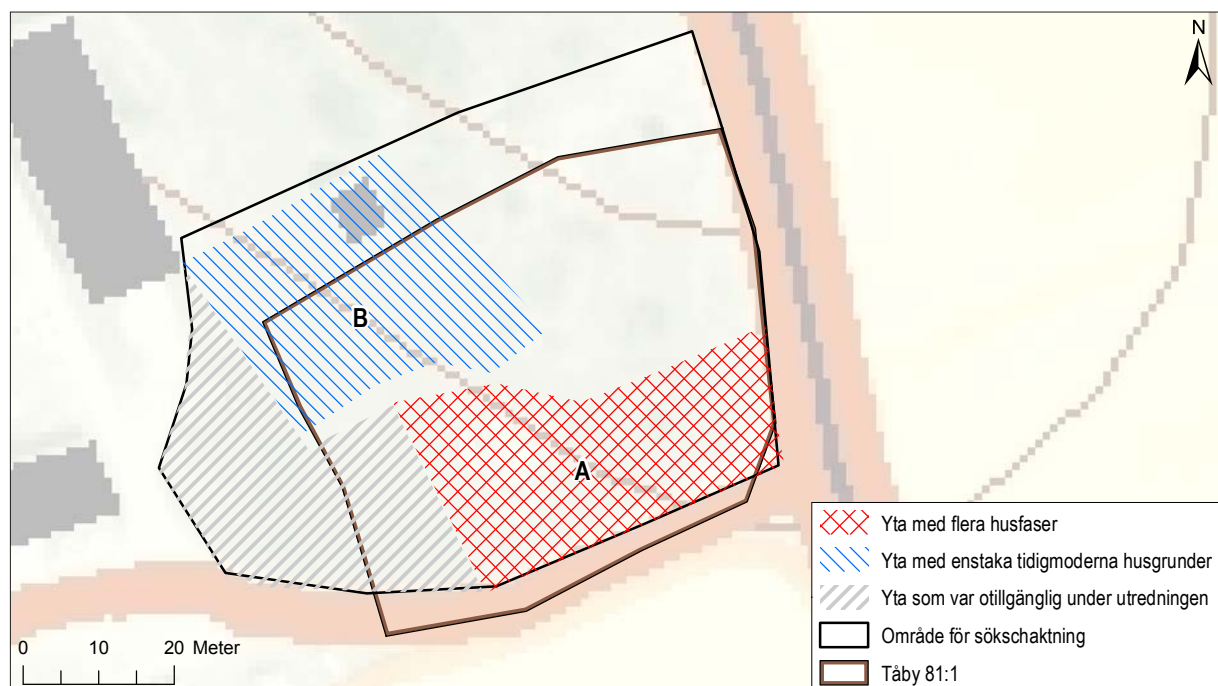 N
B
A
Yta med flera husfaser
Yta med enstaka tidigmoderna husgrunder
Yta som var otillgänglig under utredningen
Område för sökschaktning
Tåby 81:1
0 10 20 Meter